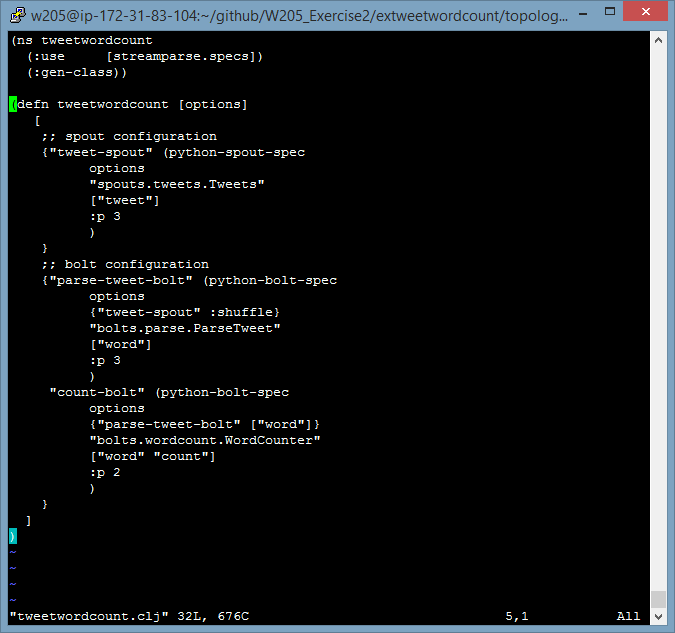 w205@ip-172-31-83-104:~/github/W205_Exercise2/extweetwordcount/topolog...
(ns tweetwordcount
  (:use     [streamparse.specs])
  (:gen-class))

(defn tweetwordcount [options]
   [
    ;; spout configuration
    {"tweet-spout" (python-spout-spec
          options
          "spouts.tweets.Tweets"
          ["tweet"]
          :p 3
          )
    }
    ;; bolt configuration
    {"parse-tweet-bolt" (python-bolt-spec
          options
          {"tweet-spout" :shuffle}
          "bolts.parse.ParseTweet"
          ["word"]
          :p 3
          )
     "count-bolt" (python-bolt-spec
          options
          {"parse-tweet-bolt" ["word"]}
          "bolts.wordcount.WordCounter"
          ["word" "count"]
          :p 2
          )
    }
  ]
)
~
~
~
~
"tweetwordcount.clj" 32L, 676C                                5,1           All